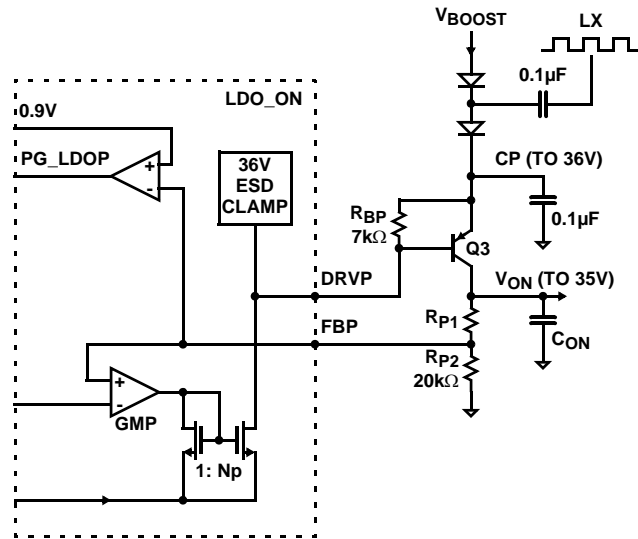 VBOOST
LX
0.1µF
LDO_ON
0.9V
PG_LDOP
+
-
36V
ESD
CLAMP
CP (TO 36V)
0.1µF
RBP
7kΩ
Q3
DRVP
VON (TO 35V)
FBP
RP1
CON
RP2
20kΩ
+
-
GMP
1: Np